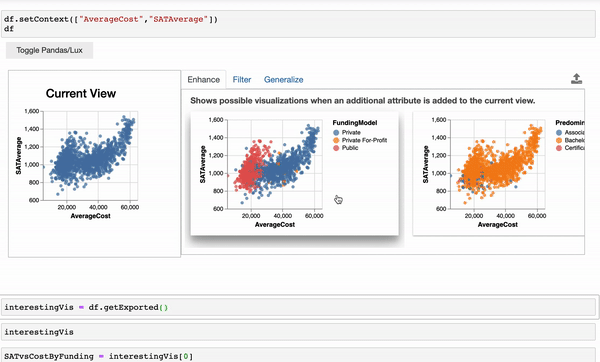 df.setContext(["AverageCost","SATAverage"])
df
Toggle Pandas/Lux
Current View
1,600
1,400
1,200
1,000
800
600
SATAverage
20,000 40,000 60,000
AverageCost
Enhance Filter Generalize
Shows possible visualizations when an additional attribute is added to the current view.
1,600
1,400
1,200
1,000
800
600
SATAverage
20,000 40,000 60,000
AverageCost
FundingModel
Private
Private For-Profit
Public
1,600
1,400
1,200
1,000
800
600
SATAverage
20,000 40,000 60,000
AverageCost
Predomin
Associa
Bachelo
Certifica
interestingVis = df.getExported()
interestingVis
SATvsCostByFunding = interestingVis[0]